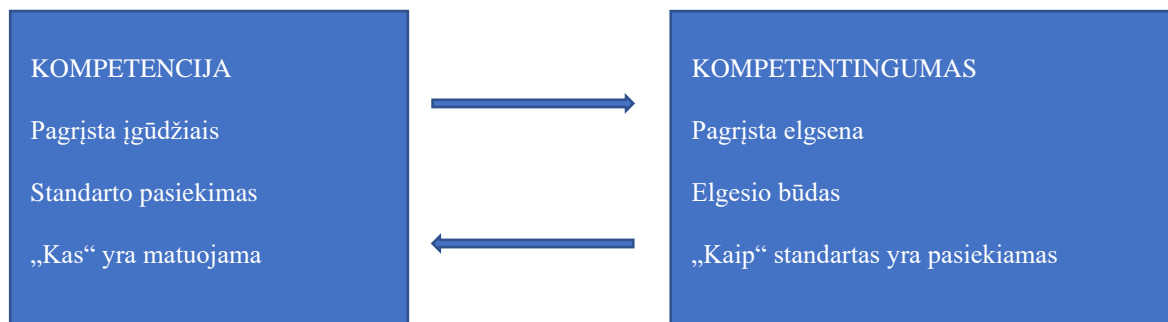 KOMPETENCIJA
Pagrįsta įgūdžiais
Standarto pasiekimas
„Kas“ yra matuojama
KOMPETENTINGUMAS
Pagrįsta elgsena
Elgesio būdas
„Kaip“ standartas yra pasiekiamas